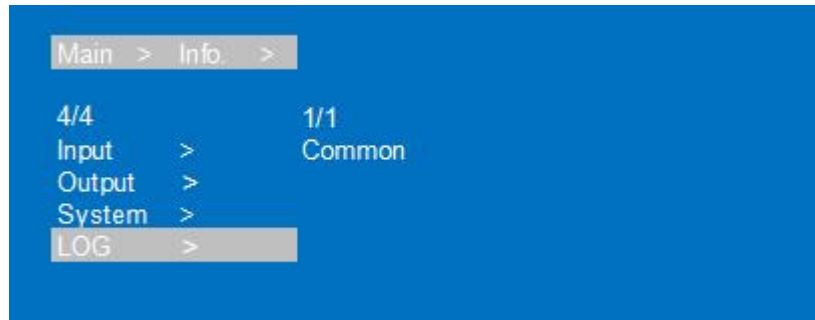 Main > Info. >
4/4 1/1
Input > Common
Output >
System >
LOG >